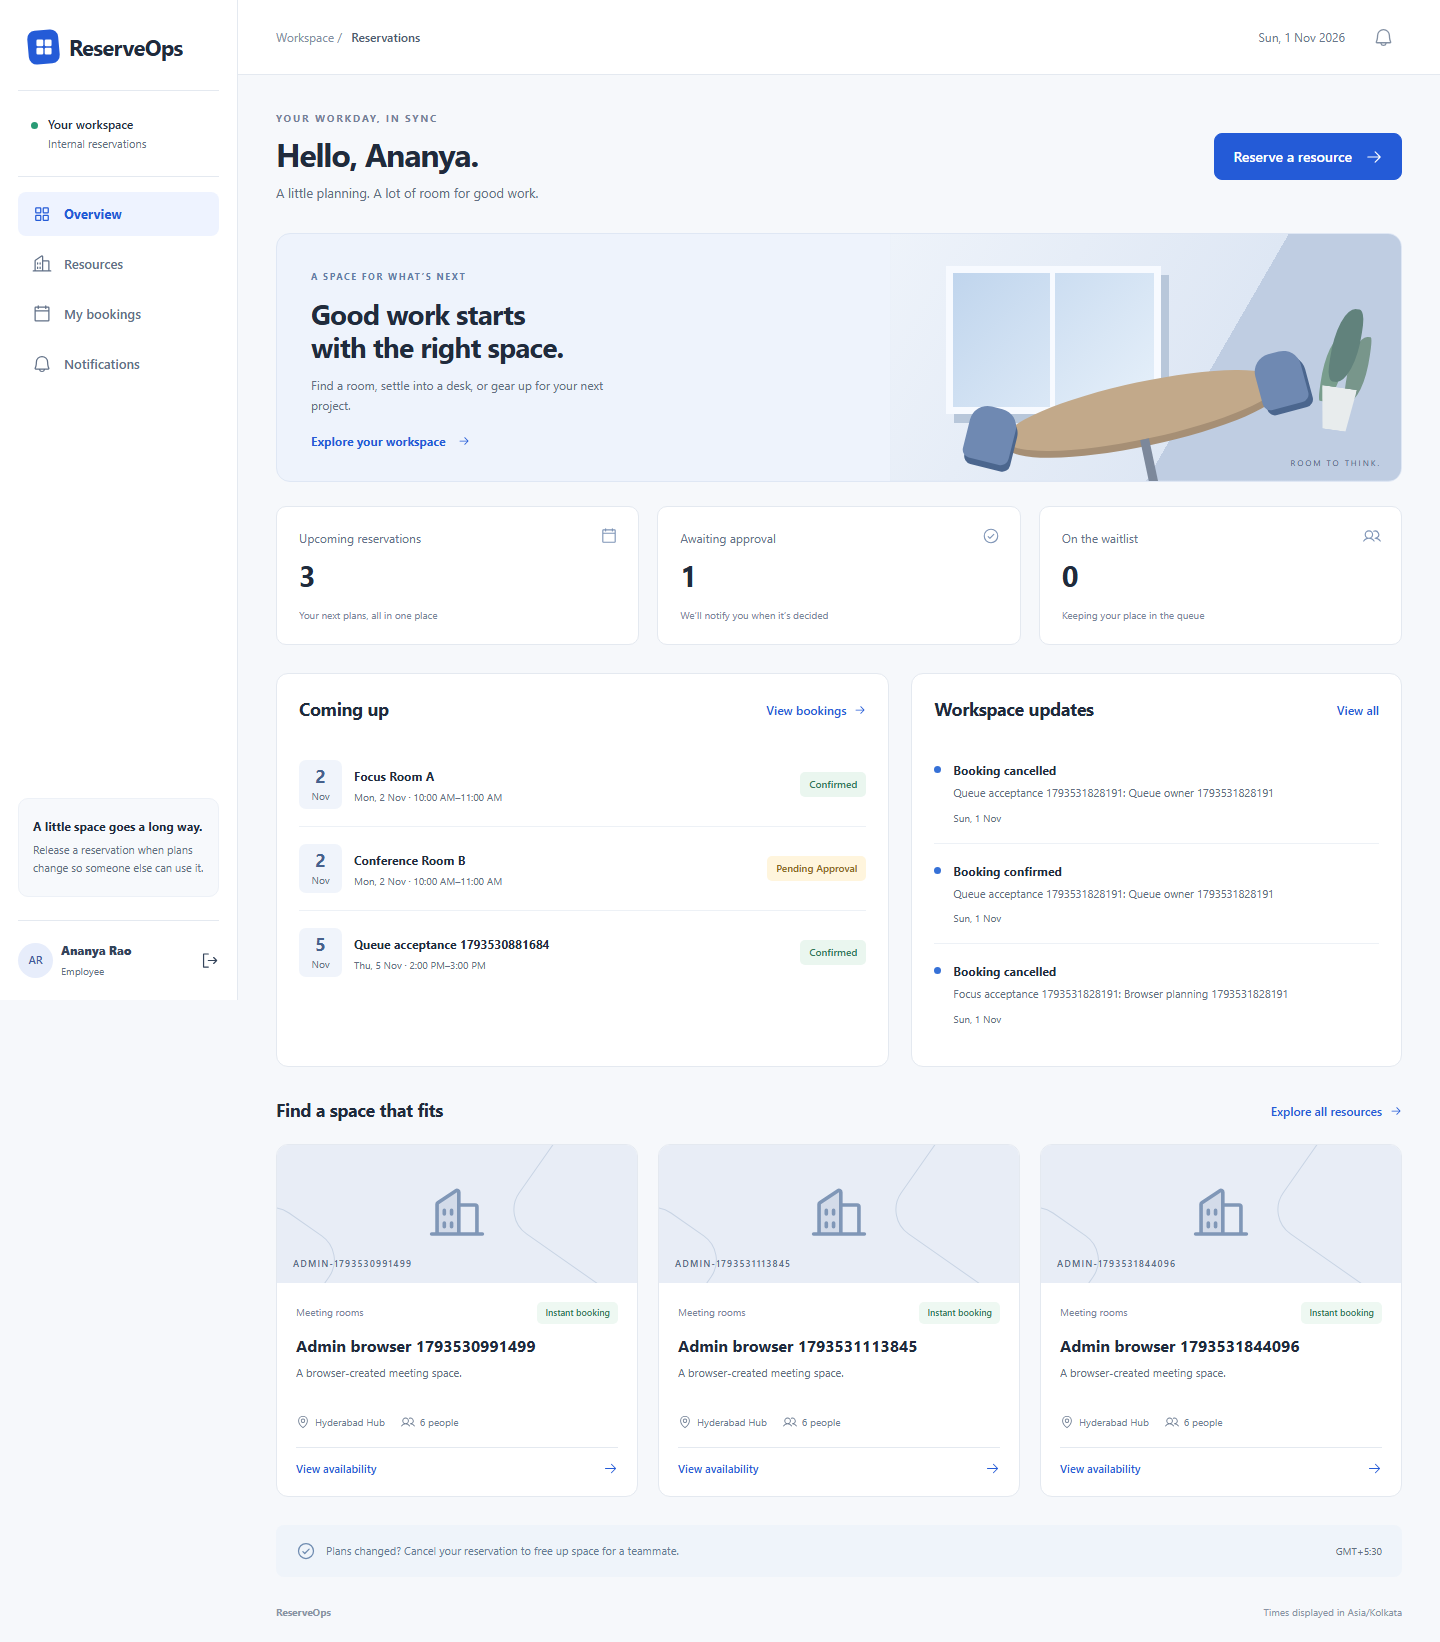 ReserveOps
Your workspace
Internal reservations
Overview
Resources
My bookings
Notifications
A little space goes a long way.
Release a reservation when plans
change so someone else can use it.
AR
Ananya Rao
Employee
Workspace / Reservations
Sun, 1 Nov 2026
YOUR WORKDAY, IN SYNC
Hello, Ananya.
A little planning. A lot of room for good work.
Reserve a resource
A SPACE FOR WHAT'S NEXT
Good work starts
with the right space.
Find a room, settle into a desk, or gear up for your next
project.
Explore your workspace
ROOM TO THINK.
Upcoming reservations
3
Your next plans, all in one place
Awaiting approval
1
We'll notify you when it's decided
On the waitlist
0
Keeping your place in the queue
Coming up
View bookings
2
Nov
Focus Room A
Mon, 2 Nov · 10:00 AM–11:00 AM
Confirmed
2
Nov
Conference Room B
Mon, 2 Nov · 10:00 AM–11:00 AM
Pending Approval
5
Nov
Queue acceptance 1793530881684
Thu, 5 Nov · 2:00 PM–3:00 PM
Confirmed
Workspace updates
View all
Booking cancelled
Queue acceptance 1793531828191: Queue owner 1793531828191
Sun, 1 Nov
Booking confirmed
Queue acceptance 1793531828191: Queue owner 1793531828191
Sun, 1 Nov
Booking cancelled
Focus acceptance 1793531828191: Browser planning 1793531828191
Sun, 1 Nov
Find a space that fits
Explore all resources
ADMIN-1793530991499
Meeting rooms
Instant booking
Admin browser 1793530991499
A browser-created meeting space.
Hyderabad Hub
6 people
View availability
ADMIN-1793531113845
Meeting rooms
Instant booking
Admin browser 1793531113845
A browser-created meeting space.
Hyderabad Hub
6 people
View availability
ADMIN-1793531844096
Meeting rooms
Instant booking
Admin browser 1793531844096
A browser-created meeting space.
Hyderabad Hub
6 people
View availability
Plans changed? Cancel your reservation to free up space for a teammate.
GMT+5:30
ReserveOps
Times displayed in Asia/Kolkata